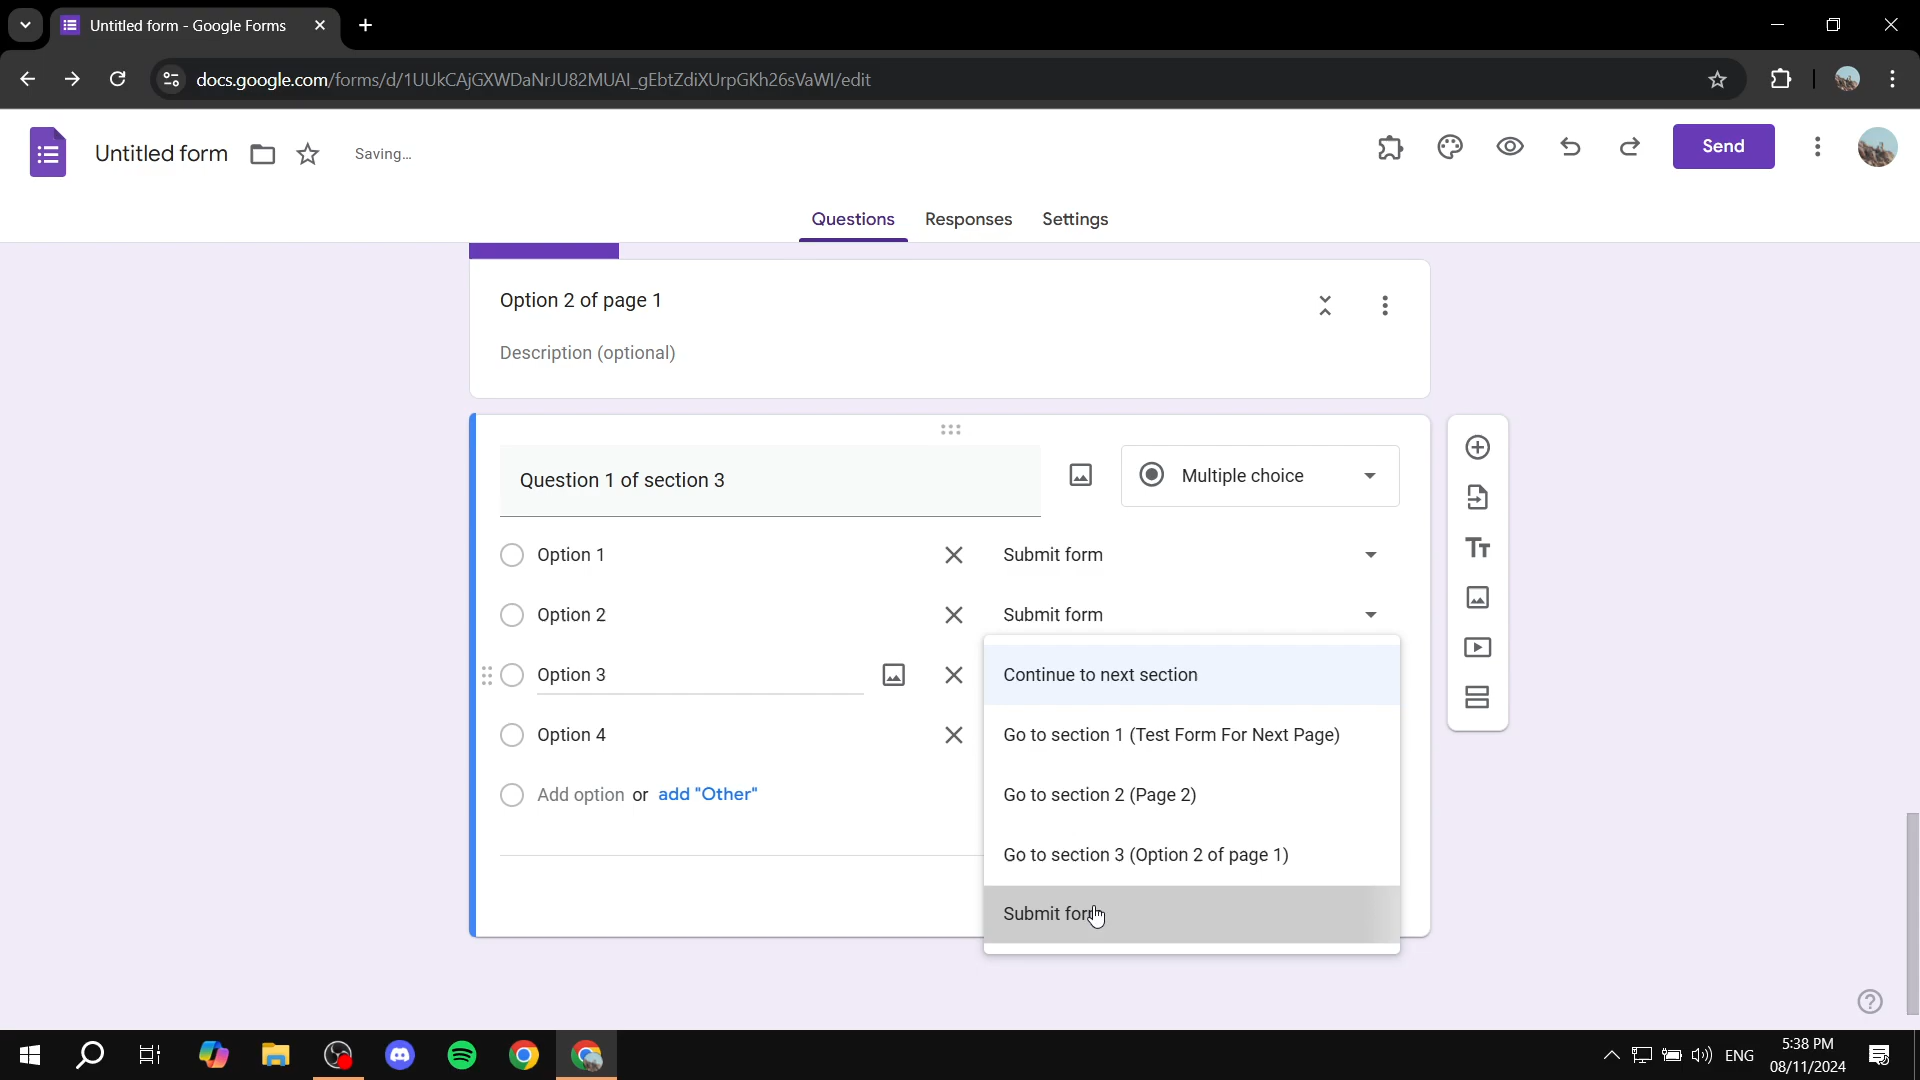 Untitled form - Google Forms
docs.google.com/forms/d/1UUkCAjGXWDaNrJU82MUAI_gEbtZdiXUrpGKh26sVaWI/edit
Untitled form
Saving...
Send
Questions Responses Settings
Option 2 of page 1
Description (optional)
Question 1 of section 3
Multiple choice
Option 1
Submit form
Option 2
Submit form
Option 3
Continue to next section
Option 4
Go to section 1 (Test Form For Next Page)
Add option or add "Other"
Go to section 2 (Page 2)
Go to section 3 (Option 2 of page 1)
Submit form
ENG
5:38 PM
08/11/2024